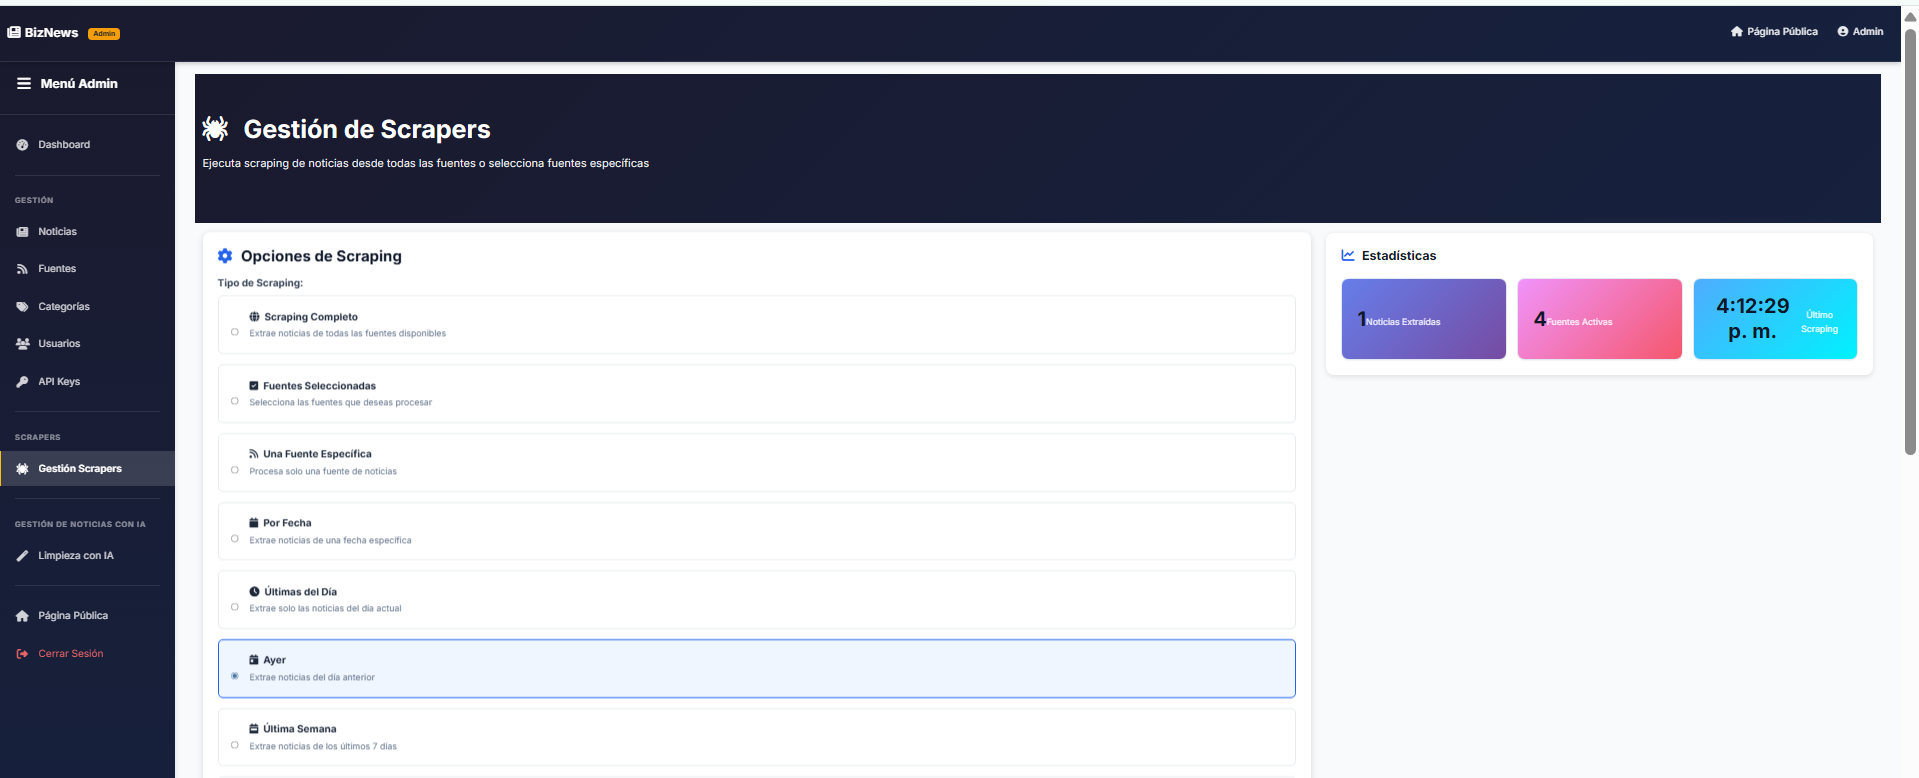 BizNews Admin
Página Pública
Admin
Menú Admin
Dashboard
GESTIÓN
Noticias
Fuentes
Categorías
Usuarios
API Keys
SCRAPERS
Gestión Scrapers
GESTIÓN DE NOTICIAS CON IA
Limpieza con IA
Página Pública
Cerrar Sesión
Gestión de Scrapers
Ejecuta scraping de noticias desde todas las fuentes o selecciona fuentes específicas
Opciones de Scraping
Tipo de Scraping:
Scraping Completo
Extrae noticias de todas las fuentes disponibles
Fuentes Seleccionadas
Selecciona las fuentes que deseas procesar
Una Fuente Específica
Procesa solo una fuente de noticias
Por Fecha
Extrae noticias de una fecha específica
Últimas del Día
Extrae solo las noticias del día actual
Ayer
Extrae noticias del día anterior
Última Semana
Extrae noticias de los últimos 7 días
Estadísticas
1 Noticias Extraídas
4 Fuentes Activas
4:12:29
p. m.
Último
Scraping